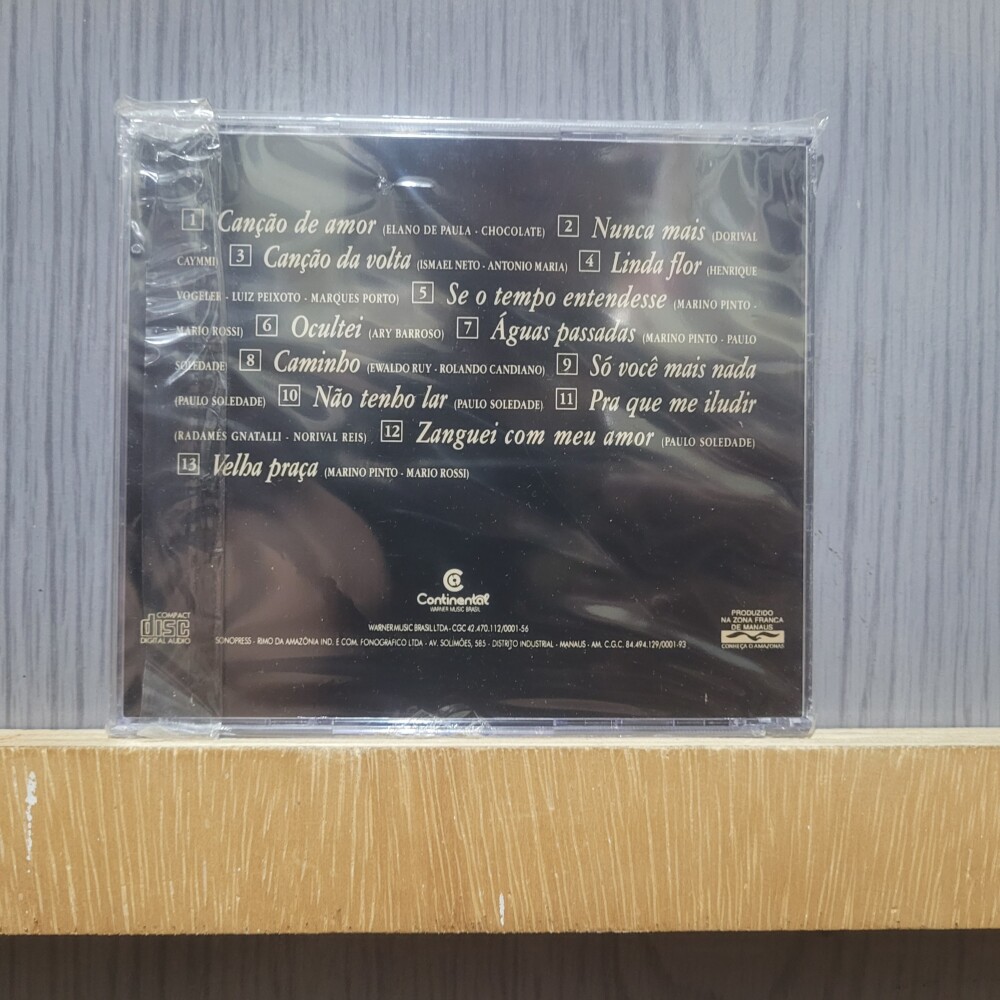 1 Canção de amor (ELANO DE PAULA - CHOCOLATE) 2 Nunca mais (DORIVAL
CAYMMI) 3 Canção da volta (ISMAEL NETO - ANTONIO MARIA) 4 Linda flor (HENRIQUE
VOGELER - LUIZ PEIXOTO - MARQUES PORTO) 5 Se o tempo entendesse (MARINO PINTO -
MARIO ROSSI) 6 Ocultei (ARY BARROSO) 7 Águas passadas (MARINO PINTO - PAULO
SOLEDADE) 8 Caminho (EWALDO RUY - ROLANDO CANDIANO) 9 Só você mais nada
(PAULO SOLEDADE) 10 Não tenho lar (PAULO SOLEDADE) 11 Pra que me iludir
(RADAMÉS GNATALLI - NORIVAL REIS) 12 Zanguei com meu amor (PAULO SOLEDADE)
13 Velha praça (MARINO PINTO - MARIO ROSSI)
Continental
WARNER MUSIC BRASIL
COMPACT
disc
DIGITAL AUDIO
WARNER MUSIC BRASIL LTDA - CGC 42.470.112/0001-56
SONOPRESS - RIMO DA AMAZÔNIA IND. E COM. FONOGRÁFICO LTDA - AV. SOLIMÕES, 585 - DISTRITO INDUSTRIAL - MANAUS - AM. C.G.C. 84.494.129/0001-93
PRODUZIDO
NA ZONA FRANCA
DE MANAUS
CONHEÇA O AMAZONAS